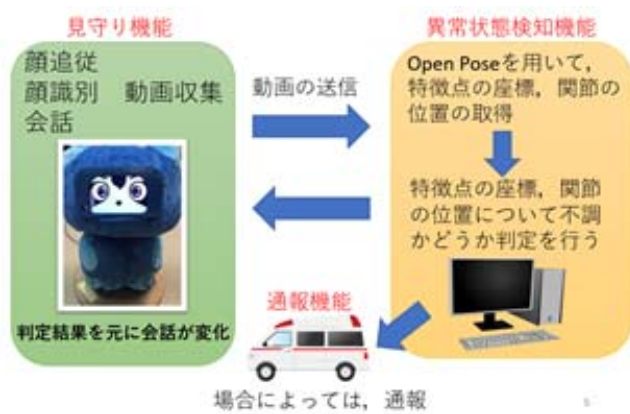 見守り機能
顔追従
顔識別　動画収集
会話
判定結果を元に会話が変化
動画の送信
異常状態検知機能
Open Poseを用いて，
特徴点の座標，関節の
位置の取得
特徴点の座標，関節
の位置について不調
かどうか判定を行う
通報機能
場合によっては，通報
5